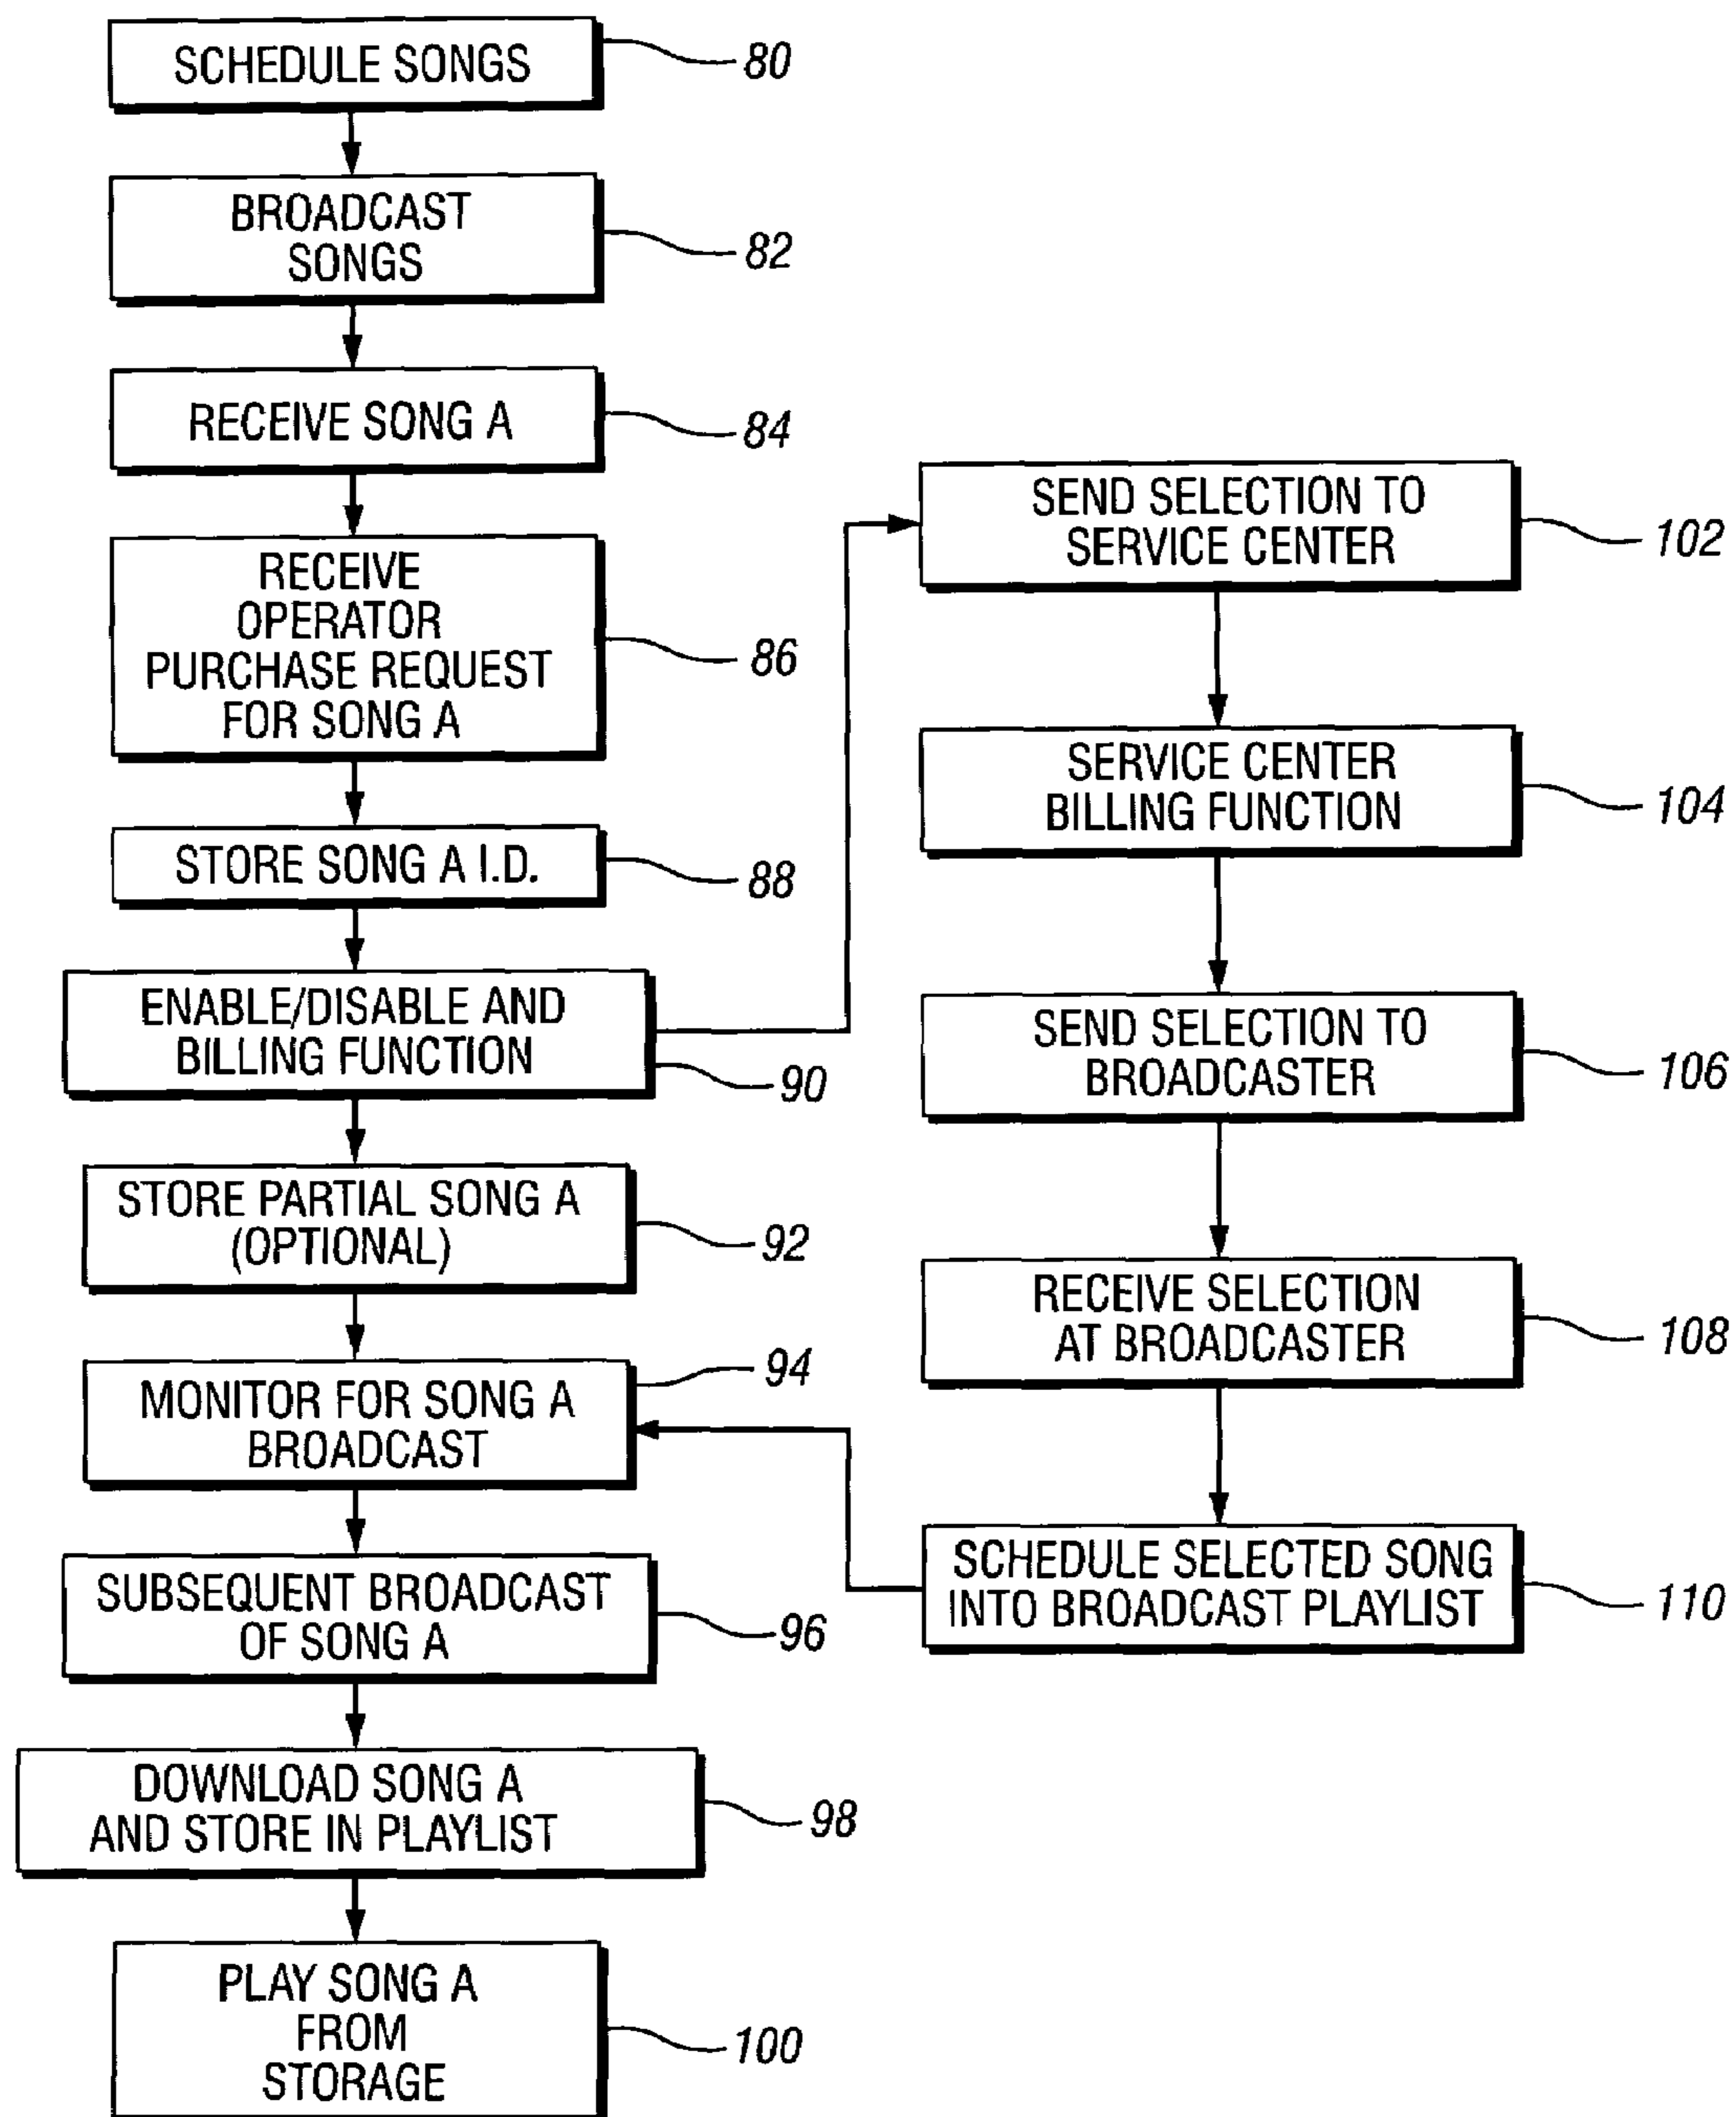 SCHEDULE SONGS
80
BROADCAST
SONGS
82
RECEIVE SONG A
84
RECEIVE
OPERATOR
PURCHASE REQUEST
FOR SONG A
86
STORE SONG A I.D.
88
ENABLE/DISABLE AND
BILLING FUNCTION
90
STORE PARTIAL SONG A
(OPTIONAL)
92
MONITOR FOR SONG A
BROADCAST
94
SUBSEQUENT BROADCAST
OF SONG A
96
DOWNLOAD SONG A
AND STORE IN PLAYLIST
98
PLAY SONG A
FROM
STORAGE
100
SEND SELECTION TO
SERVICE CENTER
102
SERVICE CENTER
BILLING FUNCTION
104
SEND SELECTION TO
BROADCASTER
106
RECEIVE SELECTION
AT BROADCASTER
108
SCHEDULE SELECTED SONG
INTO BROADCAST PLAYLIST
110